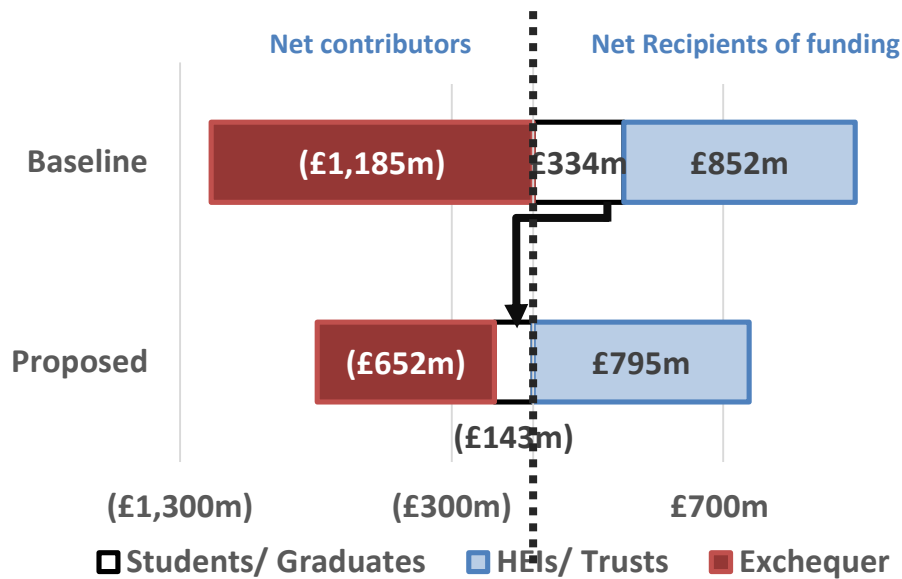 Net contributors Net Recipients of funding
Baseline (£1,185m) £334m £852m
Proposed (£652m) £795m
(£143m)
(£1,300m) (£300m) £700m
Students/ Graduates HEIs/ Trusts Exchequer